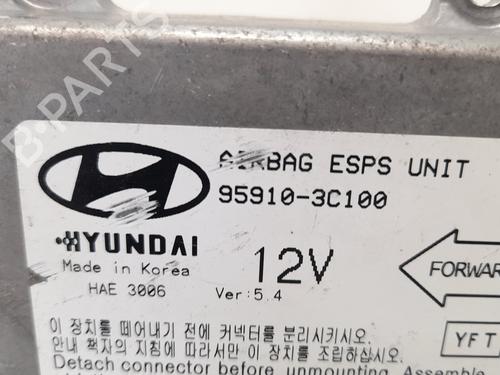 B-PARTS
AIRBAG ESPS UNIT
95910-3C100
HYUNDAI
Made in Korea
HAE 3006
12V
Ver:5.4
FORWAR
이 장치를 떼어내기 전에 커넥터를 분리시키시오.
안내 책자의 지침에 따라서만 이 장치를 조립하십시
YFT
Detach connector before unmounting. Assemble